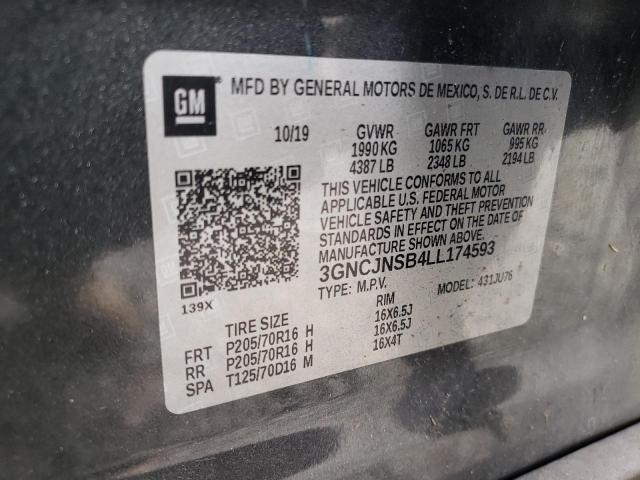 GM
MFD BY GENERAL MOTORS DE MEXICO, S. DE R.L. DE C.V.
10/19 GVWR GAWR FRT GAWR RR
1990 KG 1065 KG 995 KG
4387 LB 2348 LB 2194 LB
THIS VEHICLE CONFORMS TO ALL
APPLICABLE U.S. FEDERAL MOTOR
VEHICLE SAFETY AND THEFT PREVENTION
STANDARDS IN EFFECT ON THE DATE OF
MANUFACTURE SHOWN ABOVE.
3GNCJNSB4LL174593
TYPE: M.P.V. MODEL: 431JU76
139X
TIRE SIZE RIM
FRT P205/70R16 H 16X6.5J
RR P205/70R16 H 16X6.5J
SPA T125/70D16 M 16X4T